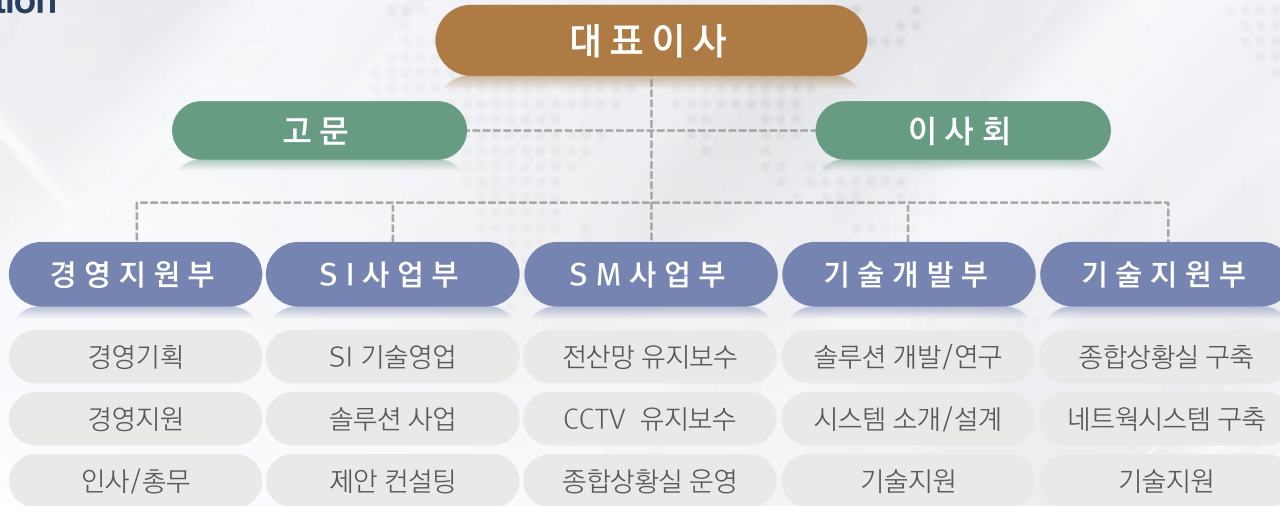 대표이사
고문
이사회
경영지원부
SI사업부
SM사업부
기술개발부
기술지원부
경영기획
SI 기술영업
전산망 유지보수
솔루션 개발/연구
종합상황실 구축
경영지원
솔루션 사업
CCTV 유지보수
시스템 소개/설계
네트웍시스템 구축
인사/총무
제안 컨설팅
종합상황실 운영
기술지원
기술지원